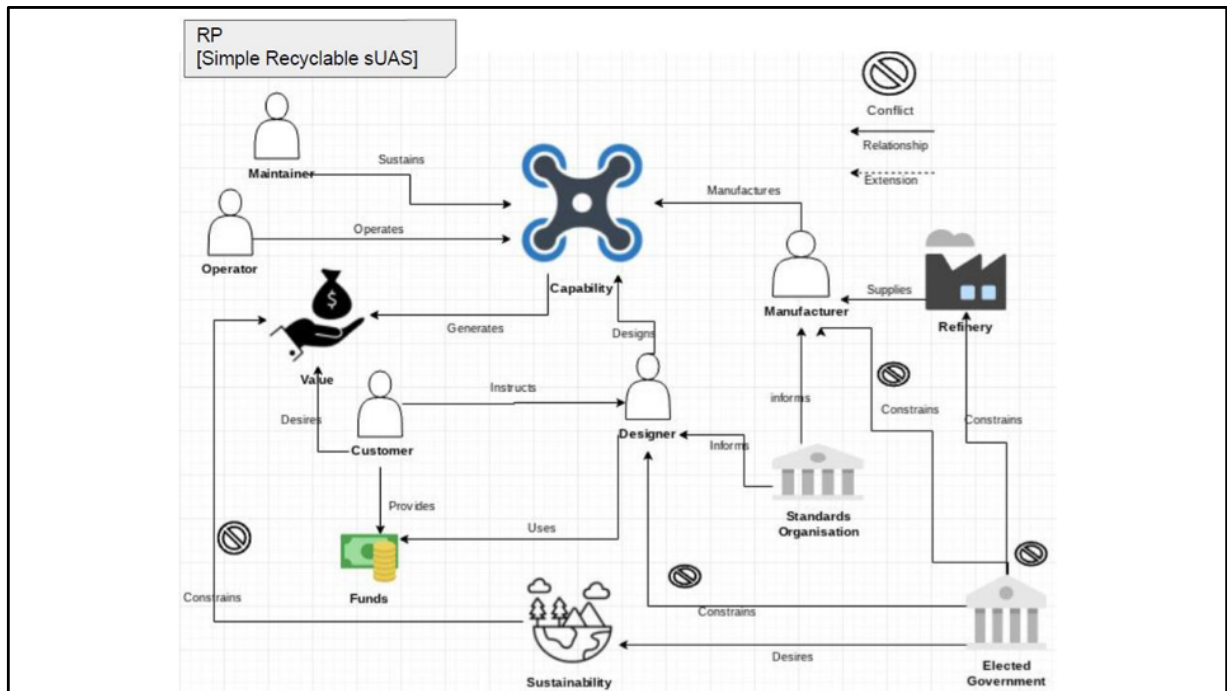 RP
[Simple Recyclable sUAS]
Conflict
Relationship
Extension
Maintainer
Sustains
Manufactures
Operates
Operator
Capability
Supplies
Manufacturer
Refinery
$
Generates
Designs
Value
Instructs
Desires
Customer
Designer
informs
Constrains
Constrains
Informs
Provides
Uses
Standards
Organisation
Funds
Constrains
Constrains
Desires
Sustainability
Elected
Government